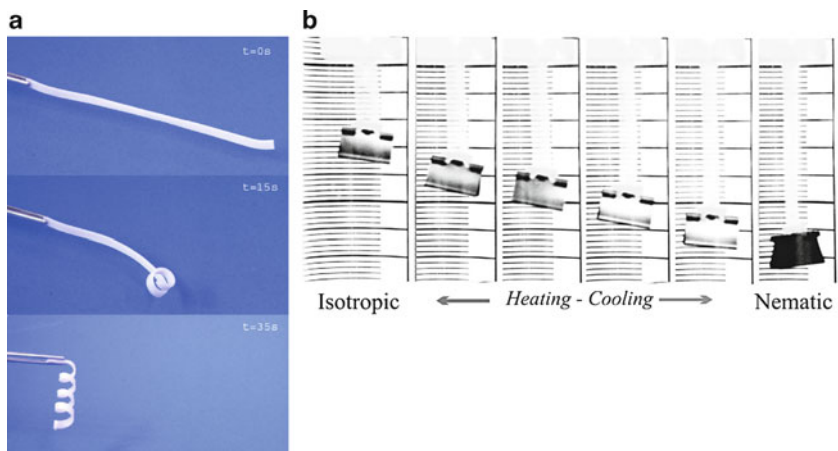 a
b
t=0s
t=15s
t=35s
Isotropic
Heating - Cooling
Nematic